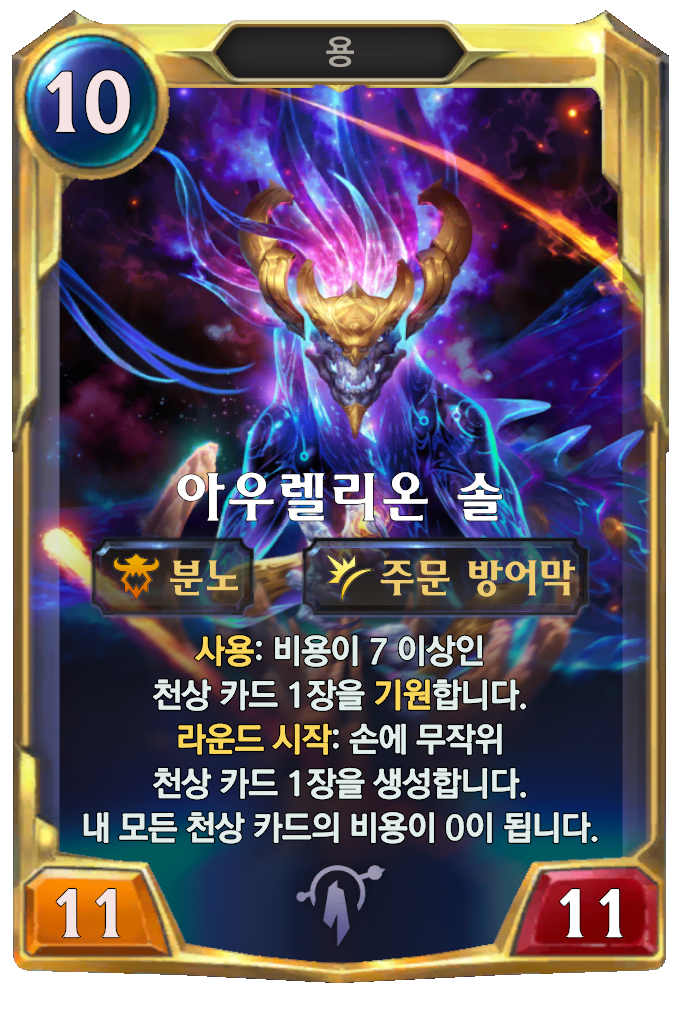 용
10
아우렐리온 솔
분노 주문 방어막
사용: 비용이 7 이상인
천상 카드 1장을 기원합니다.
라운드 시작: 손에 무작위
천상 카드 1장을 생성합니다.
내 모든 천상 카드의 비용이 0이 됩니다.
11 11